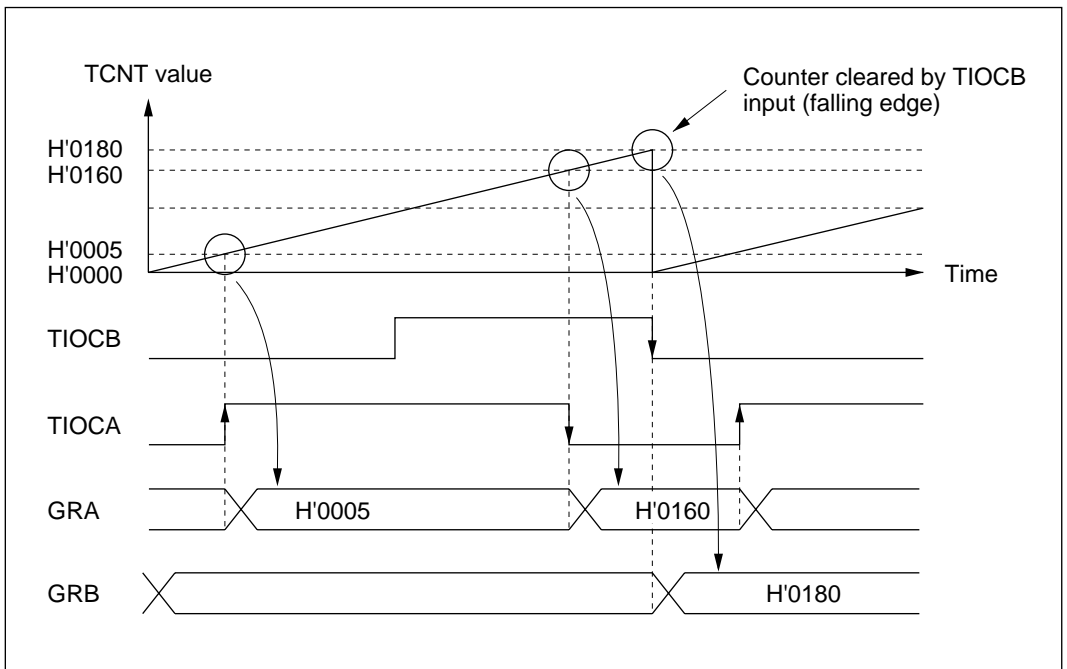 TCNT value
Counter cleared by TIOCB
input (falling edge)
H'0180
H'0160
H'0005
H'0000
Time
TIOCB
TIOCA
GRA
H'0005
H'0160
GRB
H'0180